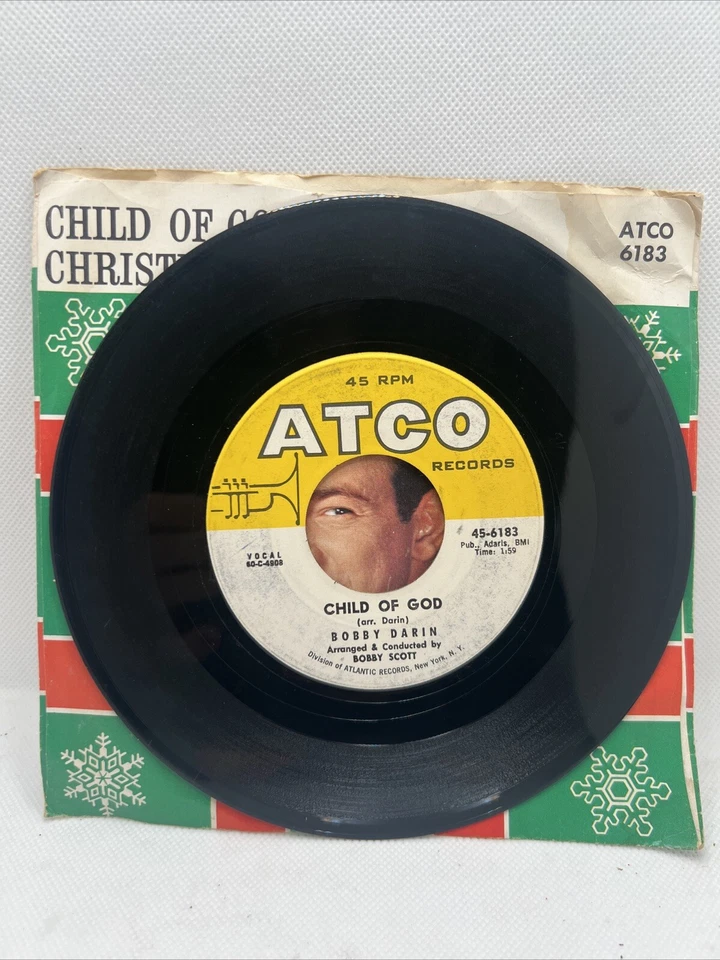 CHILD OF
CHRIST
ATCO
6183
45 RPM
ATCO
RECORDS
45-6183
Pub., Adaris, BMI
Time: 1:59
VOCAL
60-C-4908
CHILD OF GOD
(arr. Darin)
BOBBY DARIN
Arranged & Conducted by
BOBBY SCOTT
Division of ATLANTIC RECORDS, New York, N. Y.